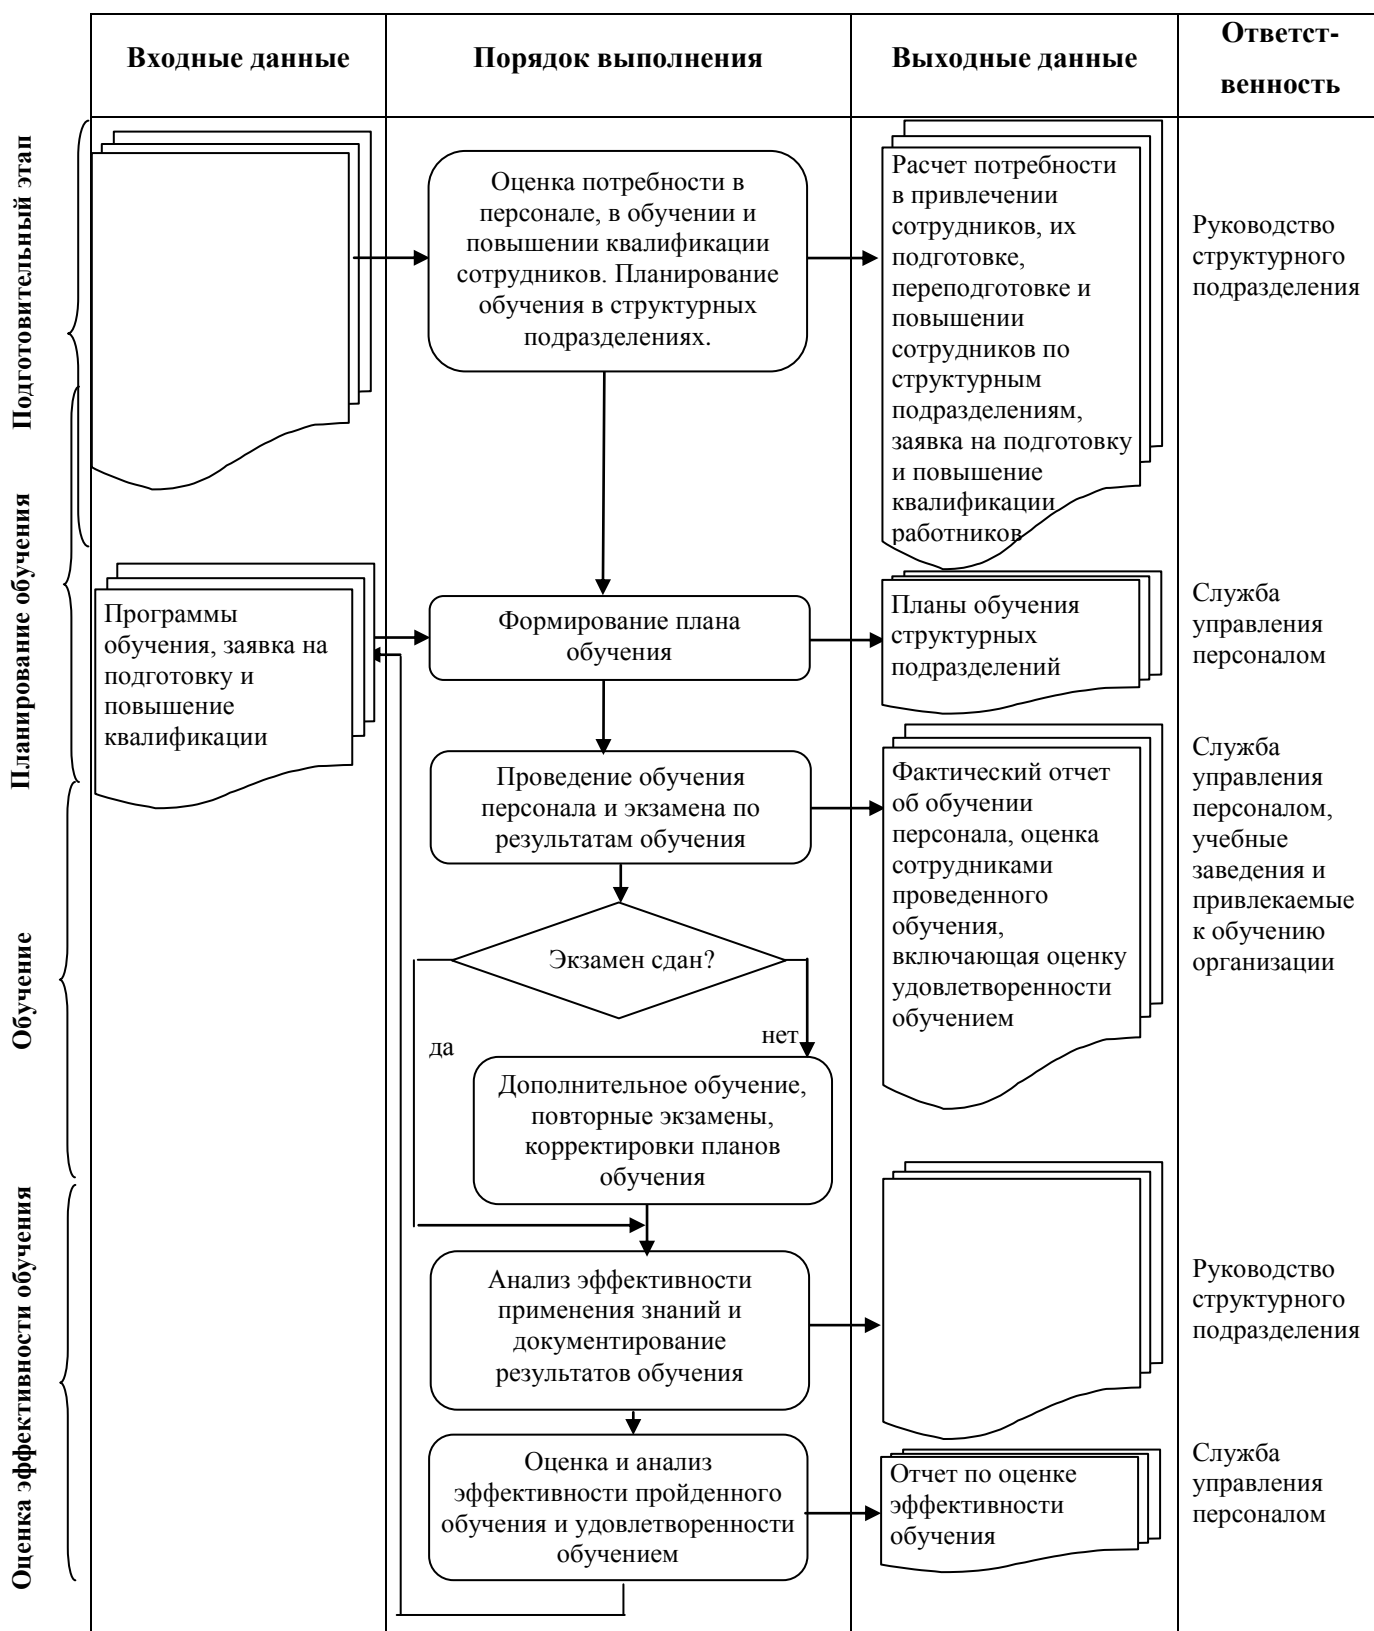 Входные данные
Порядок выполнения
Выходные данные
Ответст-
венность
Подготовительный этап
Оценка потребности в
персонале, в обучении и
повышении квалификации
сотрудников. Планирование
обучения в структурных
подразделениях.
Расчет потребности
в привлечении
сотрудников, их
подготовке,
переподготовке и
повышении
сотрудников по
структурным
подразделениям,
заявка на подготовку
и повышение
квалификации
работников
Руководство
структурного
подразделения
Планирование обучения
Программы
обучения, заявка на
подготовку и
повышение
квалификации
Формирование плана
обучения
Планы обучения
структурных
подразделений
Служба
управления
персоналом
Обучение
Проведение обучения
персонала и экзамена по
результатам обучения
Фактический отчет
об обучении
персонала, оценка
сотрудниками
проведенного
обучения,
включающая оценку
удовлетворенности
обучением
Служба
управления
персоналом,
учебные
заведения и
привлекаемые
к обучению
организации
Экзамен сдан?
да
нет
Дополнительное обучение,
повторные экзамены,
корректировки планов
обучения
Оценка эффективности обучения
Анализ эффективности
применения знаний и
документирование
результатов обучения
Руководство
структурного
подразделения
Оценка и анализ
эффективности пройденного
обучения и удовлетворенности
обучением
Отчет по оценке
эффективности
обучения
Служба
управления
персоналом